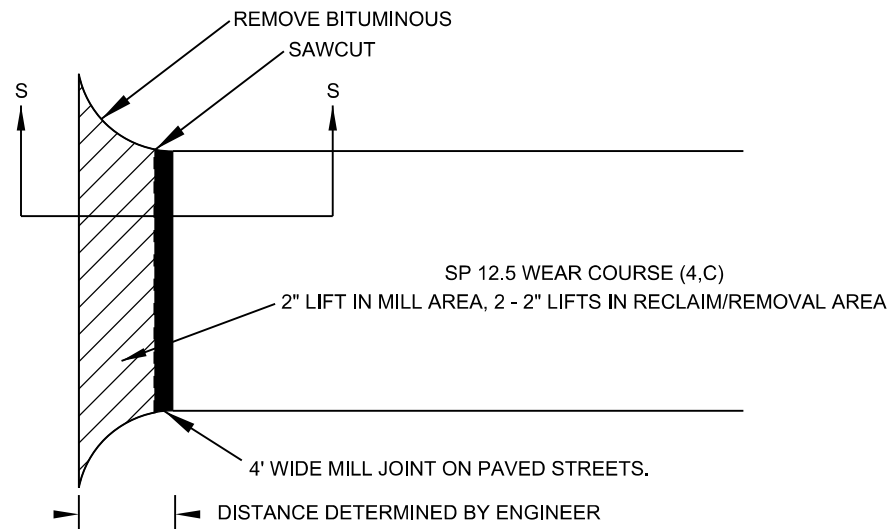 REMOVE BITUMINOUS
SAWCUT
S
S
SP 12.5 WEAR COURSE (4,C)
2" LIFT IN MILL AREA, 2 - 2" LIFTS IN RECLAIM/REMOVAL AREA
4' WIDE MILL JOINT ON PAVED STREETS.
DISTANCE DETERMINED BY ENGINEER